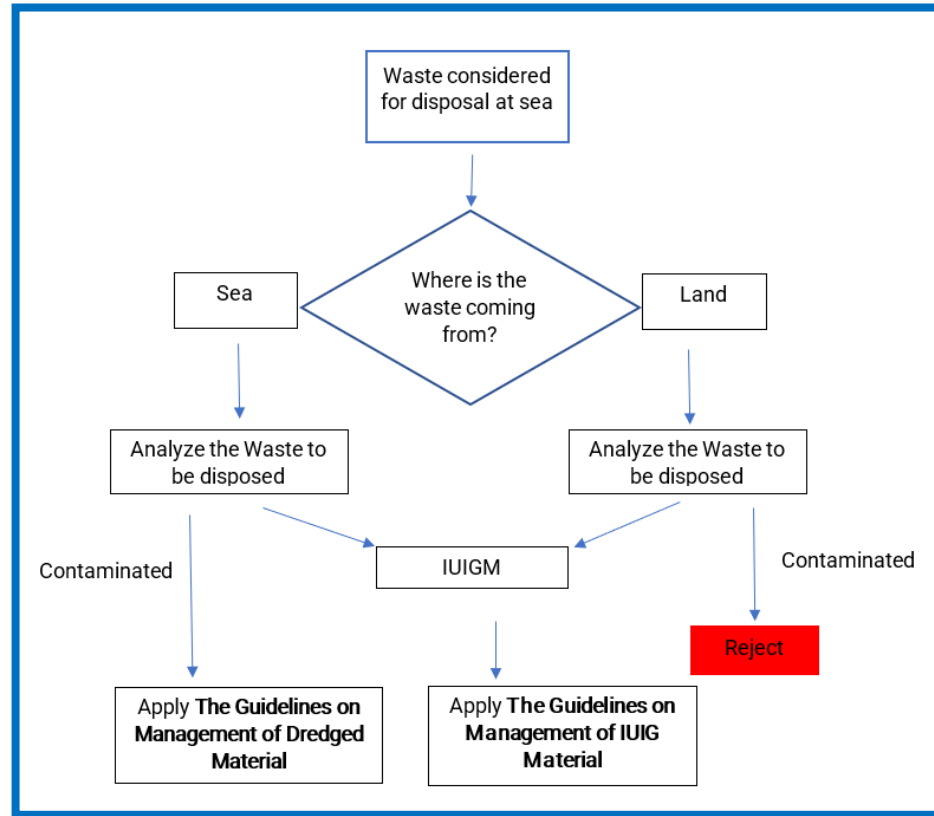 Waste considered
for disposal at sea
Where is the
waste coming
from?
Sea
Land
Analyze the Waste to
be disposed
Analyze the Waste to
be disposed
Contaminated
IUIGM
Contaminated
Reject
Apply The Guidelines on
Management of Dredged
Material
Apply The Guidelines on
Management of IUIG
Material